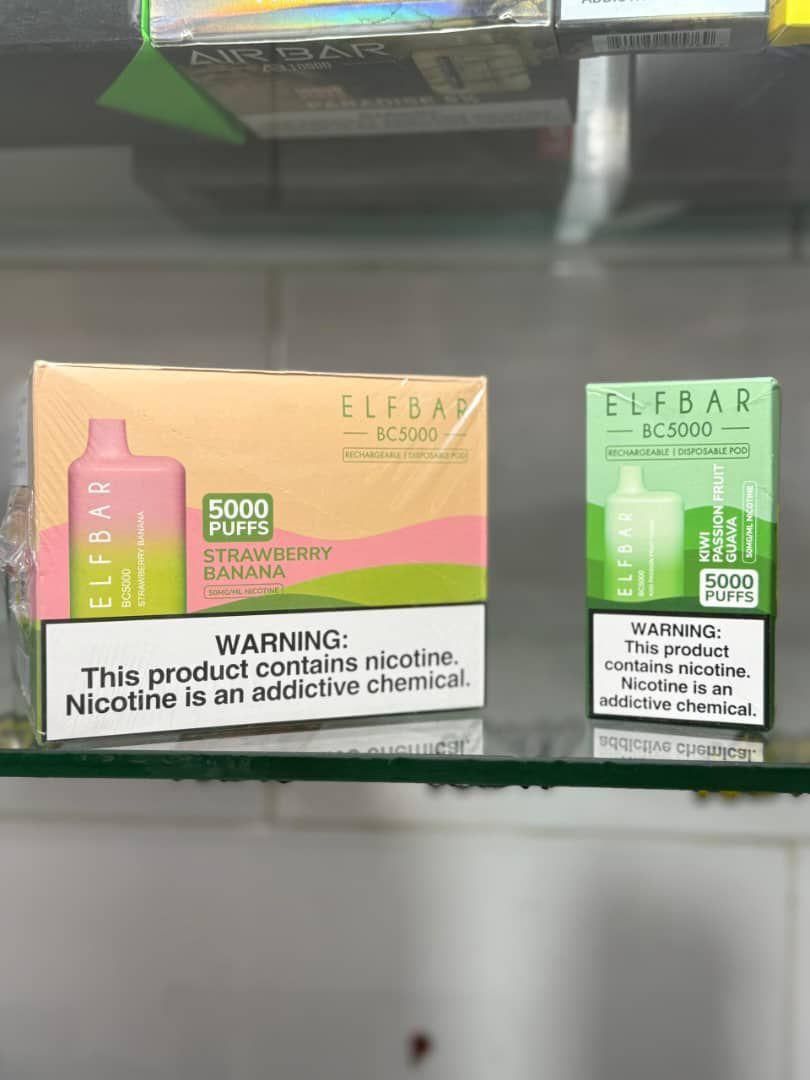 ADDICT
AIR BAR
PARADISE
ELFBAR
BC5000
RECHARGEABLE | DISPOSABLE POD
5000
PUFFS
STRAWBERRY
BANANA
50MG/ML NICOTINE
ELFBAR
BC5000
STRAWBERRY BANANA
WARNING:
This product contains nicotine.
Nicotine is an addictive chemical.
ELFBAR
BC5000
RECHARGEABLE | DISPOSABLE POD
KIWI
PASSION FRUIT
GUAVA
50MG/ML NICOTINE
5000
PUFFS
ELFBAR
BC5000
WARNING:
This product
contains nicotine.
Nicotine is an
addictive chemical.